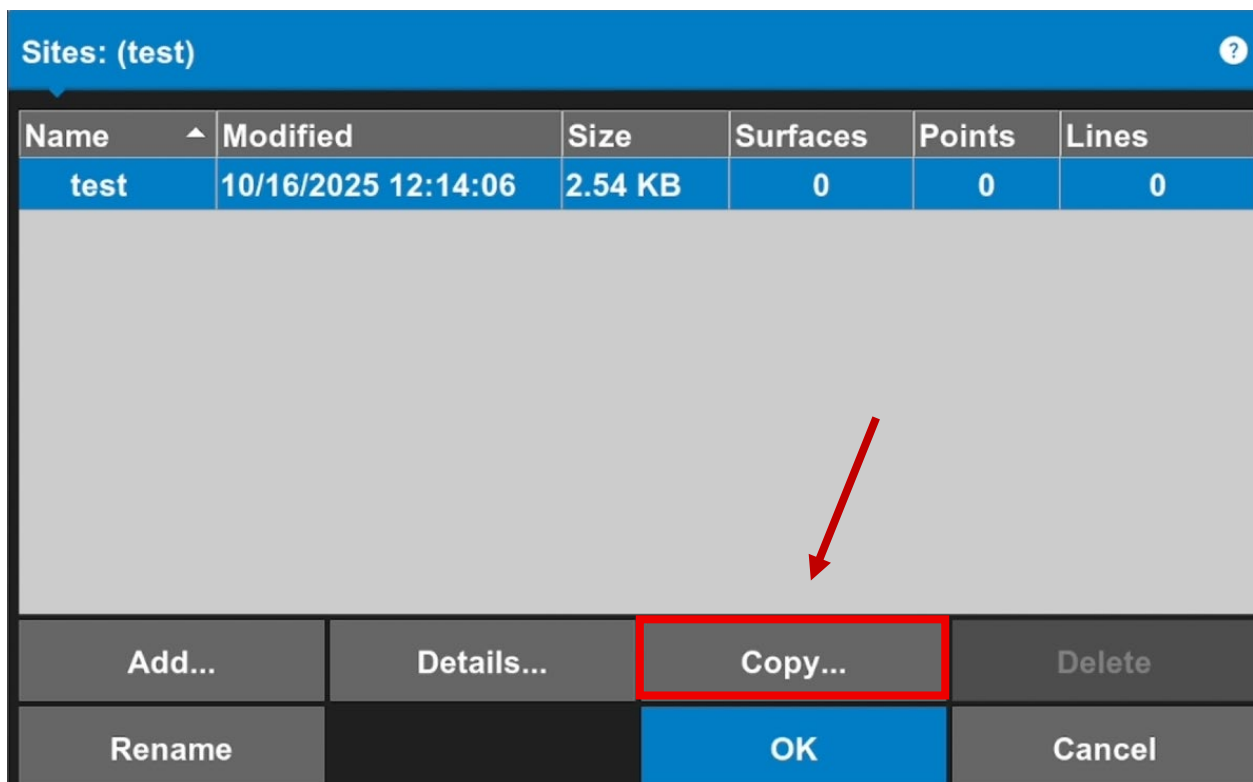 Sites: (test) ?
Name Modified Size Surfaces Points Lines
test 10/16/2025 12:14:06 2.54 KB 0 0 0
Add... Details... Copy... Delete
Rename OK Cancel